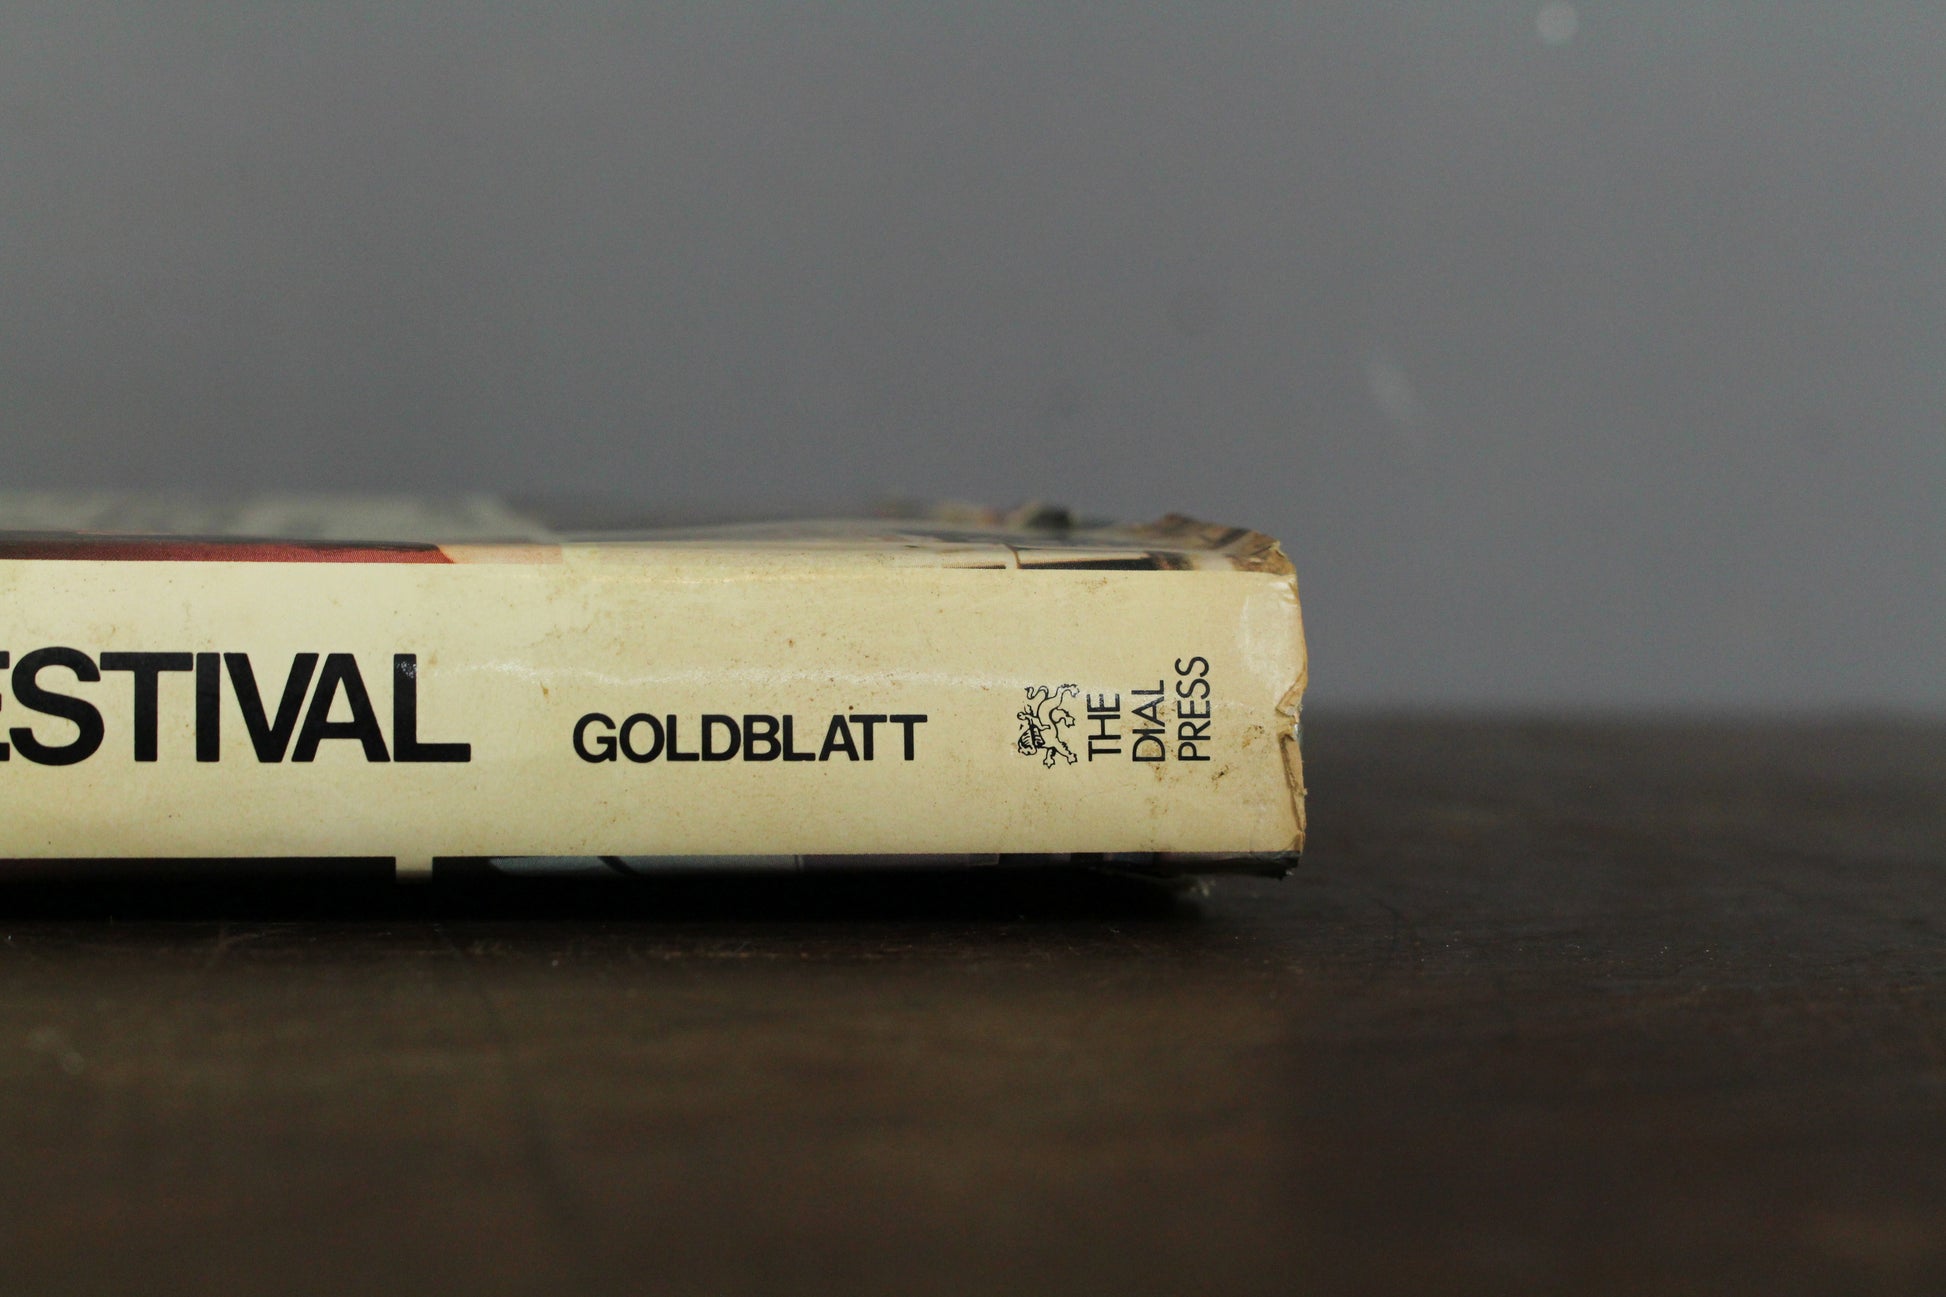 ESTIVAL
GOLDBLATT
THE
DIAL
PRESS